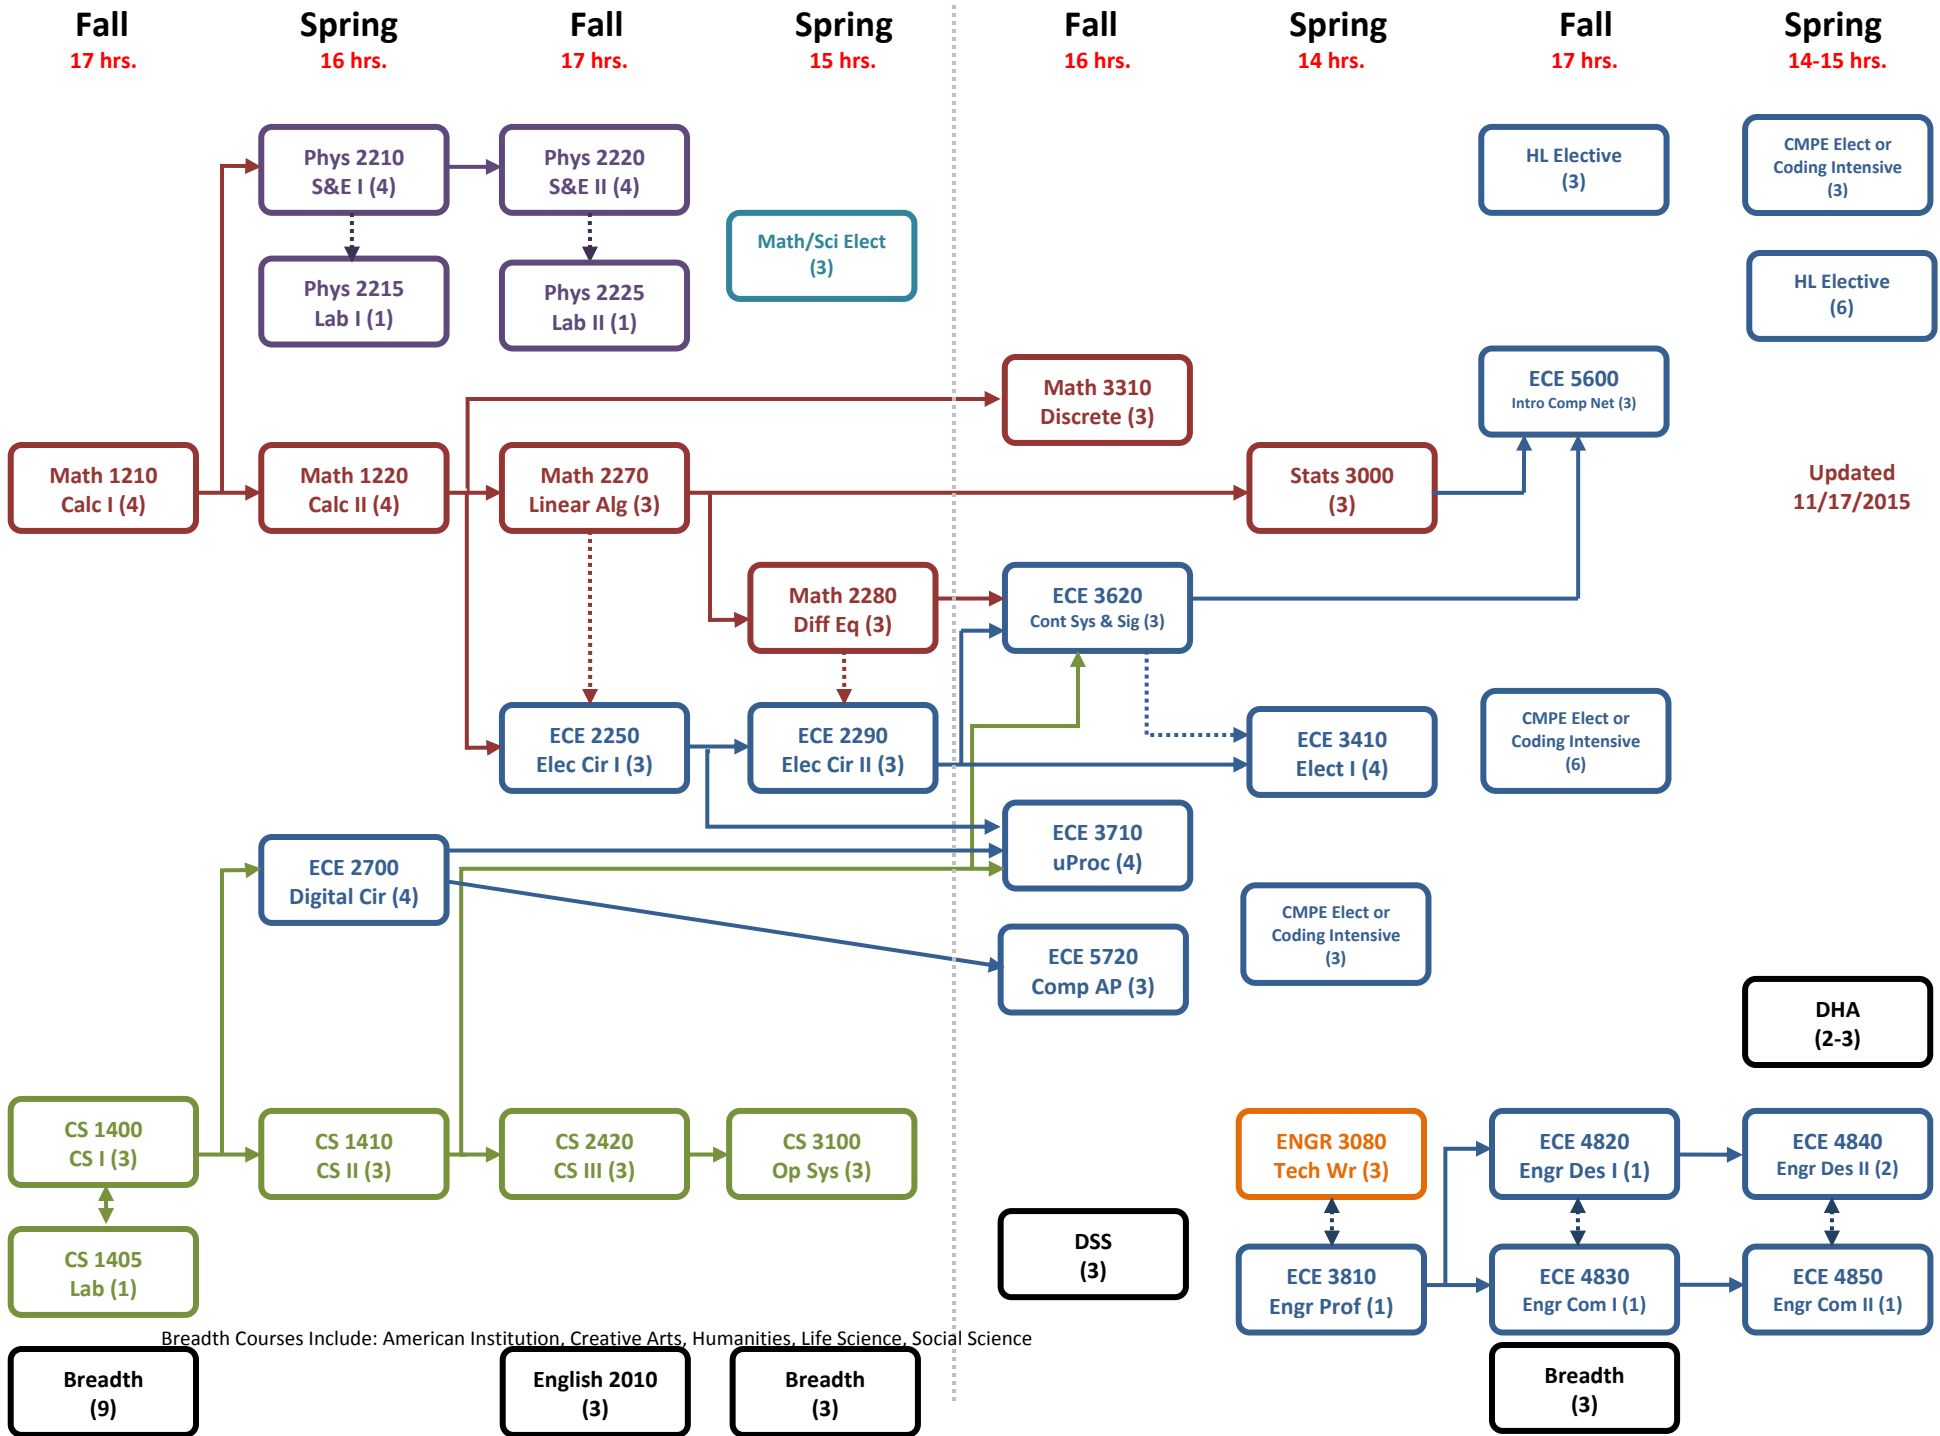 Fall
17 hrs.
Spring
16 hrs.
Fall
17 hrs.
Spring
15 hrs.
Fall
16 hrs.
Spring
14 hrs.
Fall
17 hrs.
Spring
14-15 hrs.
Phys 2210
S&E I (4)
Phys 2220
S&E II (4)
HL Elective
(3)
CMPE Elect or
Coding Intensive
(3)
Math/Sci Elect
(3)
Phys 2215
Lab I (1)
Phys 2225
Lab II (1)
HL Elective
(6)
Math 3310
Discrete (3)
ECE 5600
Intro Comp Net (3)
Math 1210
Calc I (4)
Math 1220
Calc II (4)
Math 2270
Linear Alg (3)
Stats 3000
(3)
Updated
11/17/2015
Math 2280
Diff Eq (3)
ECE 3620
Cont Sys & Sig (3)
ECE 2250
Elec Cir I (3)
ECE 2290
Elec Cir II (3)
ECE 3410
Elect I (4)
CMPE Elect or
Coding Intensive
(6)
ECE 2700
Digital Cir (4)
ECE 3710
uProc (4)
ECE 5720
Comp AP (3)
CMPE Elect or
Coding Intensive
(3)
DHA
(2-3)
CS 1400
CS I (3)
CS 1410
CS II (3)
CS 2420
CS III (3)
CS 3100
Op Sys (3)
ENGR 3080
Tech Wr (3)
ECE 4820
Engr Des I (1)
ECE 4840
Engr Des II (2)
CS 1405
Lab (1)
DSS
(3)
ECE 3810
Engr Prof (1)
ECE 4830
Engr Com I (1)
ECE 4850
Engr Com II (1)
Breadth Courses Include: American Institution, Creative Arts, Humanities, Life Science, Social Science
Breadth
(9)
English 2010
(3)
Breadth
(3)
Breadth
(3)